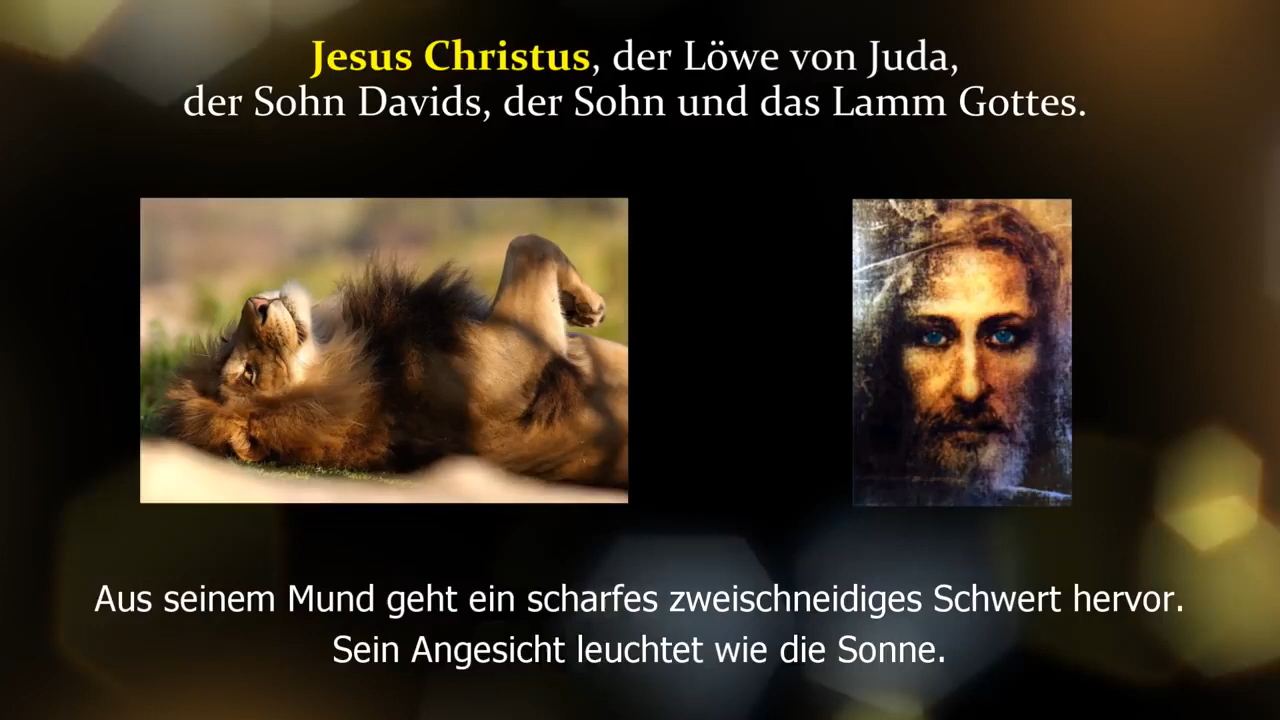 Jesus Christus, der Löwe von Juda,
der Sohn Davids, der Sohn und das Lamm Gottes.
Aus seinem Mund geht ein scharfes zweischneidiges Schwert hervor.
Sein Angesicht leuchtet wie die Sonne.